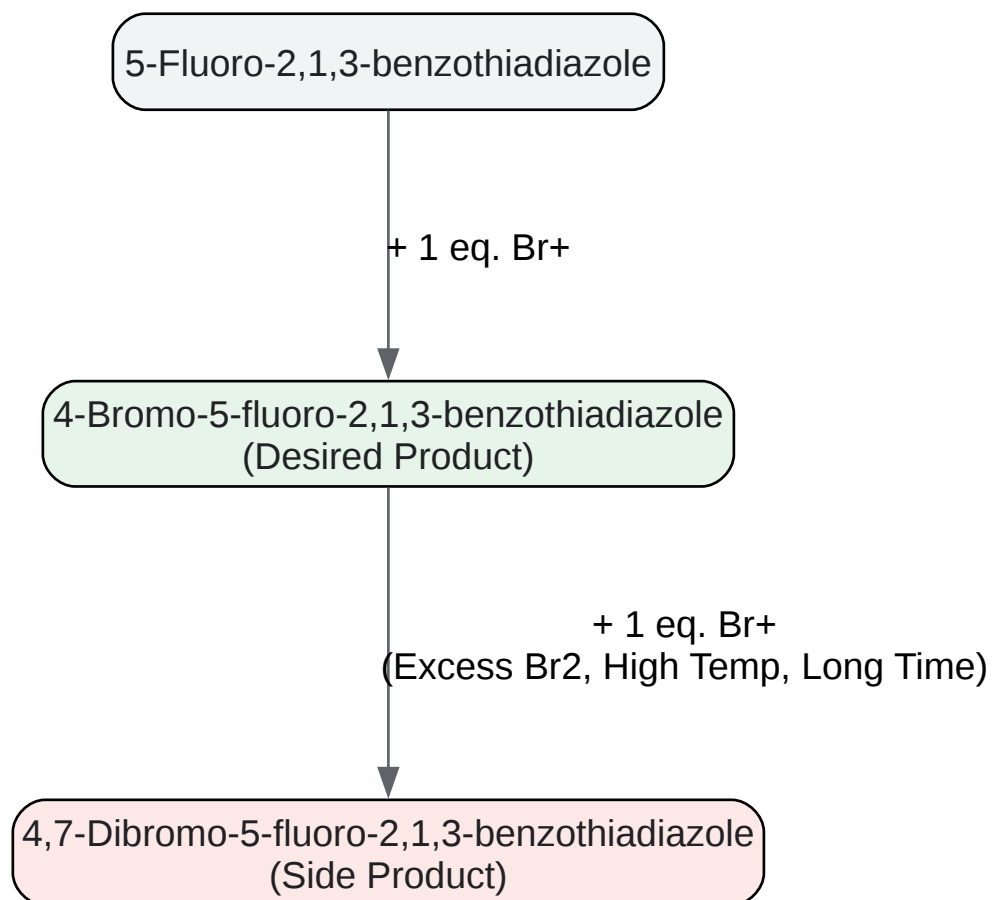 5-Fluoro-2,1,3-benzothiadiazole
+ 1 eq. Br+
4-Bromo-5-fluoro-2,1,3-benzothiadiazole
(Desired Product)
+ 1 eq. Br+
(Excess Br2, High Temp, Long Time)
4,7-Dibromo-5-fluoro-2,1,3-benzothiadiazole
(Side Product)